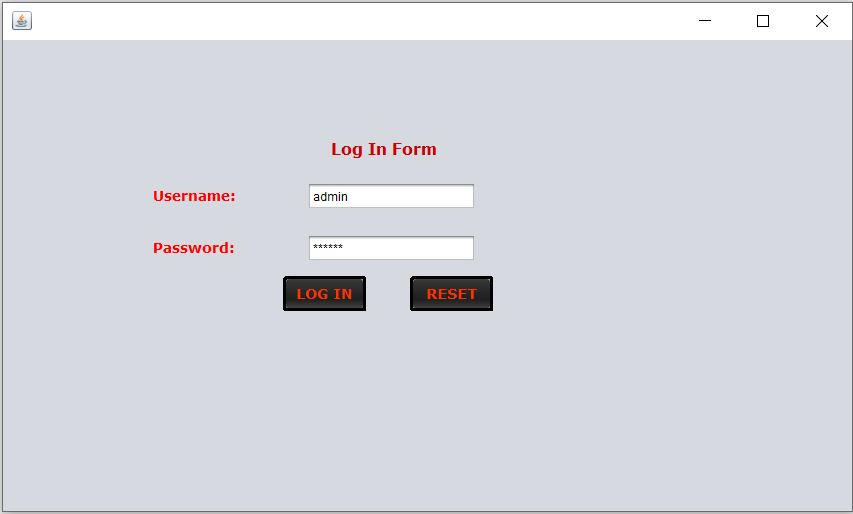 Log In Form
Username: admin
Password: ******
LOG IN RESET